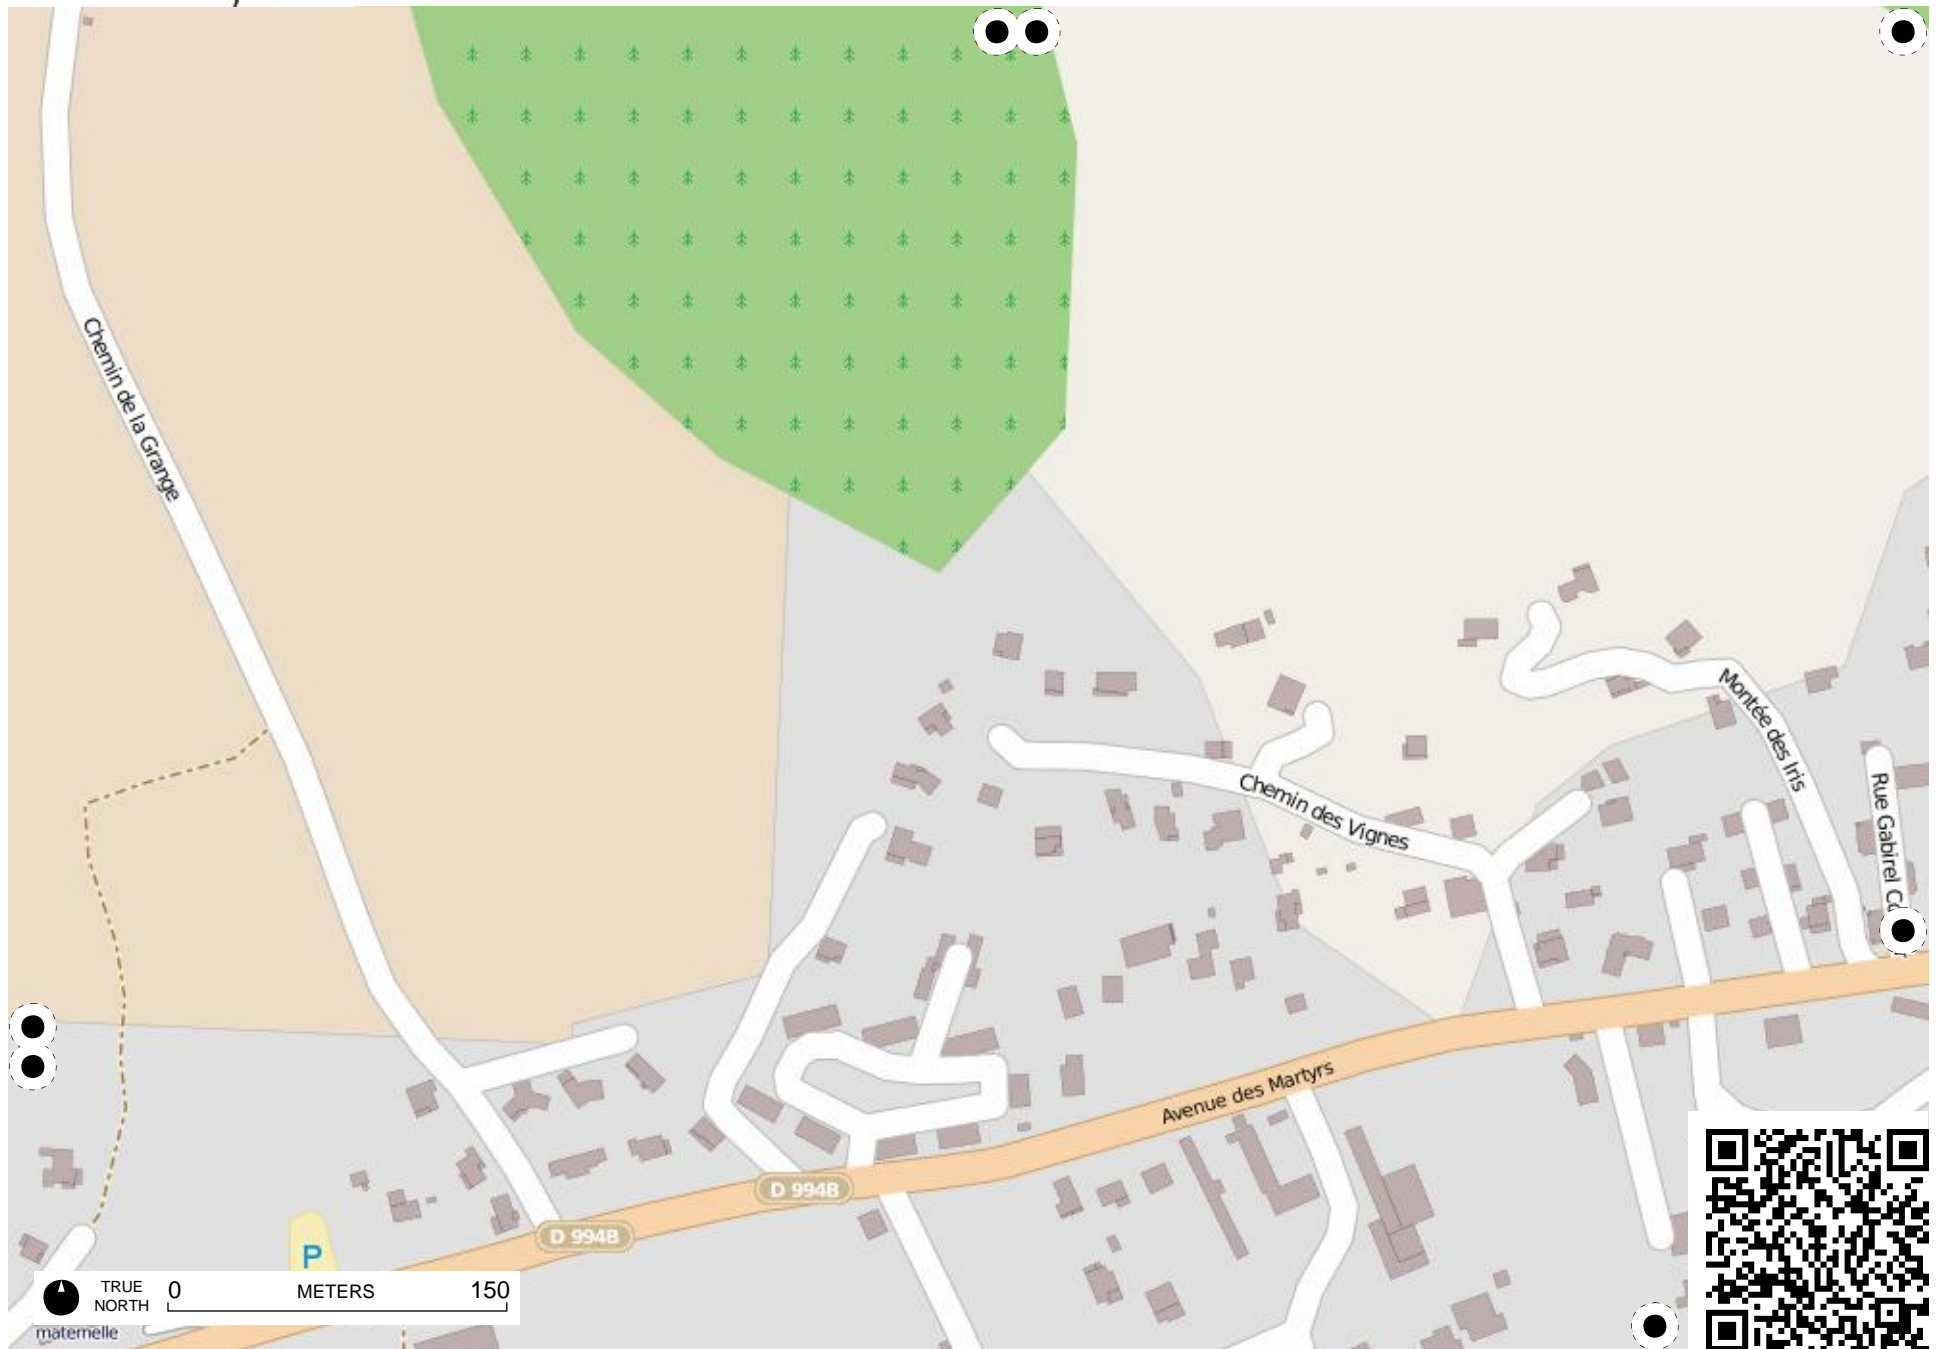 Chemin de la Grange
Montée des Iris
Chemin des Vignes
Rue Gabirel
Avenue des Martyrs
D 994B
D 994B
P
TRUE NORTH
0 METERS 150
maternelle